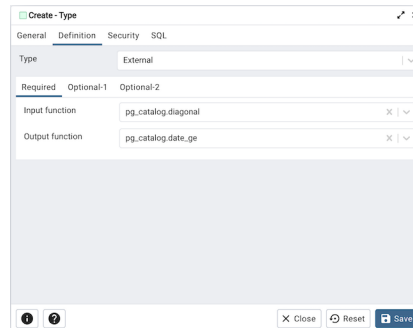 Create - Type
General Definition Security SQL
Type External
Required Optional-1 Optional-2
Input function pg_catalog.diagonal
Output function pg_catalog.date_ge
Close Reset Save